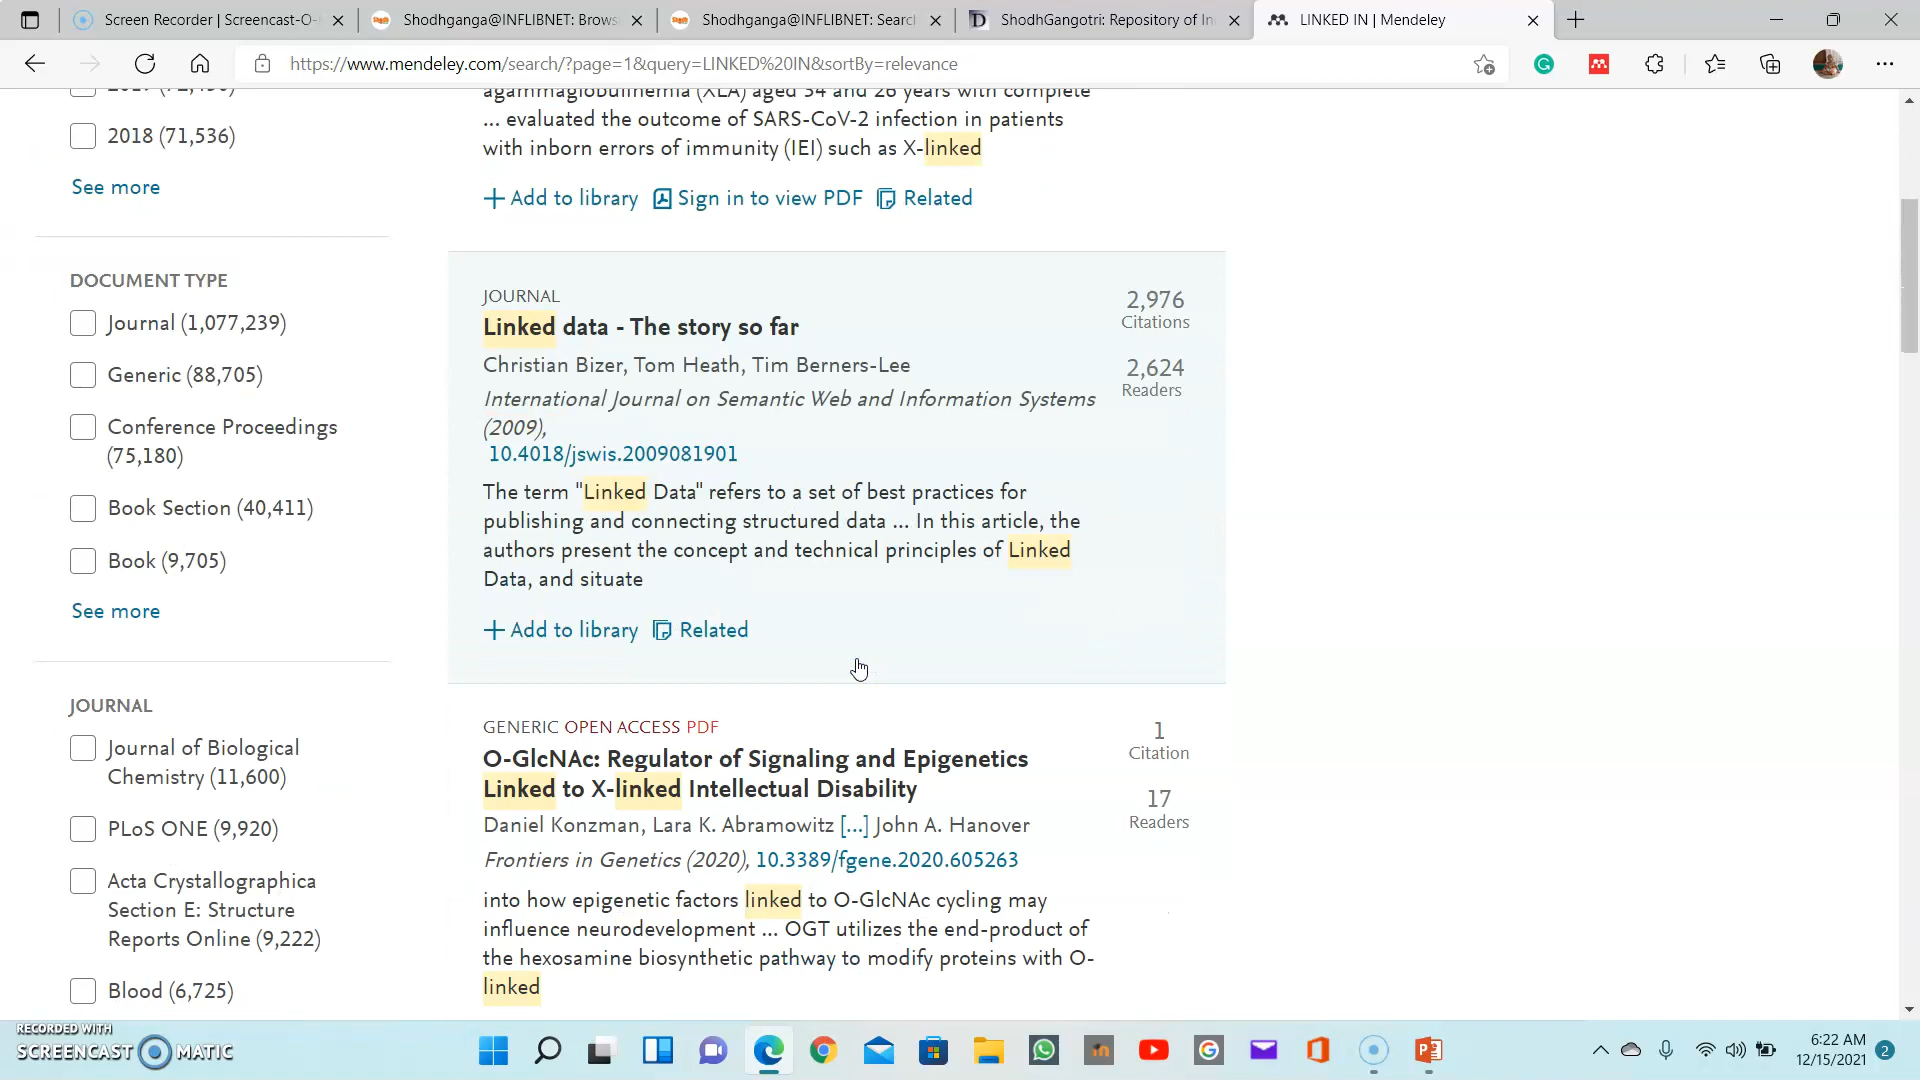 Screen Recorder | Screencast-O-
Shodhganga@INFLIBNET: Brows
Shodhganga@INFLIBNET: Searc
ShodhGangotri: Repository of In
LINKED IN | Mendeley
https://www.mendeley.com/search/?page=1&query=LINKED%20IN&sortBy=relevance
2018 (71,536)
See more
DOCUMENT TYPE
Journal (1,077,239)
Generic (88,705)
Conference Proceedings
(75,180)
Book Section (40,411)
Book (9,705)
See more
JOURNAL
Journal of Biological
Chemistry (11,600)
PLoS ONE (9,920)
Acta Crystallographica
Section E: Structure
Reports Online (9,222)
Blood (6,725)
agammaglobulinemia (XLA) aged 34 and 26 years with complete
... evaluated the outcome of SARS-CoV-2 infection in patients
with inborn errors of immunity (IEI) such as X-linked
Add to library Sign in to view PDF Related
JOURNAL
Linked data - The story so far
Christian Bizer, Tom Heath, Tim Berners-Lee
International Journal on Semantic Web and Information Systems
(2009),
10.4018/jswis.2009081901
The term "Linked Data" refers to a set of best practices for
publishing and connecting structured data ... In this article, the
authors present the concept and technical principles of Linked
Data, and situate
Add to library Related
2,976
Citations
2,624
Readers
GENERIC OPEN ACCESS PDF
O-GlcNAc: Regulator of Signaling and Epigenetics
Linked to X-linked Intellectual Disability
Daniel Konzman, Lara K. Abramowitz [...] John A. Hanover
Frontiers in Genetics (2020), 10.3389/fgene.2020.605263
into how epigenetic factors linked to O-GlcNAc cycling may
influence neurodevelopment ... OGT utilizes the end-product of
the hexosamine biosynthetic pathway to modify proteins with O-
linked
1
Citation
17
Readers
RECORDED WITH
SCREENCAST MATIC
6:22 AM
12/15/2021
2